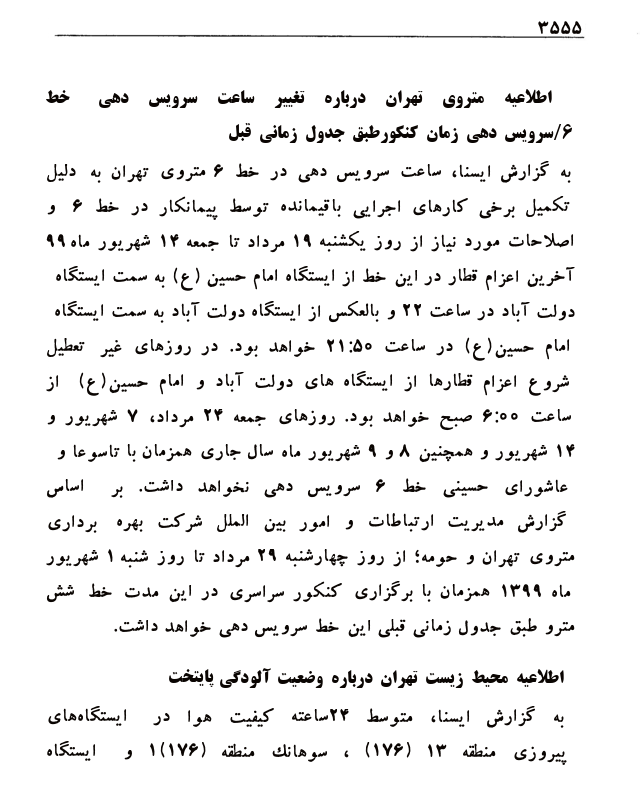 ۳۵۵۵
اطلاعیه متروی تهران درباره تغییر ساعت سرویس دهی خط
۶/سرویس دهی زمان کنکورطبق جدول زمانی قبل
به گزارش ایسنا، ساعت سرویس دهی در خط ۶ متروی تهران به دلیل
تکمیل برخی کارهای اجرایی باقیمانده توسط پیمانکار در خط ۶ و
اصلاحات مورد نیاز از روز یکشنبه ۱۹ مرداد تا جمعه ۱۴ شهریور ماه ۹۹
آخرین اعزام قطار در این خط از ایستگاه امام حسین (ع) به سمت ایستگاه
دولت آباد در ساعت ۲۲ و بالعکس از ایستگاه دولت آباد به سمت ایستگاه
امام حسین(ع) در ساعت ۲۱:۵۰ خواهد بود. در روزهای غیر تعطیل
شروع اعزام قطارها از ایستگاه های دولت آباد و امام حسین(ع) از
ساعت ۶:۰۰ صبح خواهد بود. روزهای جمعه ۲۴ مرداد، ۷ شهریور و
۱۴ شهریور و همچنین ۸ و ۹ شهریور ماه سال جاری همزمان با تاسوعا و
عاشورای حسینی خط ۶ سرویس دهی نخواهد داشت. بر اساس
گزارش مدیریت ارتباطات و امور بین الملل شرکت بهره برداری
متروی تهران و حومه؛ از روز چهارشنبه ۲۹ مرداد تا روز شنبه ۱ شهریور
ماه ۱۳۹۹ همزمان با برگزاری کنکور سراسری در این مدت خط شش
مترو طبق جدول زمانی قبلی این خط سرویس دهی خواهد داشت.
اطلاعیه محیط زیست تهران درباره وضعیت آلودگی پایتخت
به گزارش ایسنا، متوسط ۲۴ساعته کیفیت هوا در ایستگاه‌های
پیروزی منطقه ۱۳ (۱۷۶) ، سوهانک منطقه ۱(۱۷۶) و ایستگاه